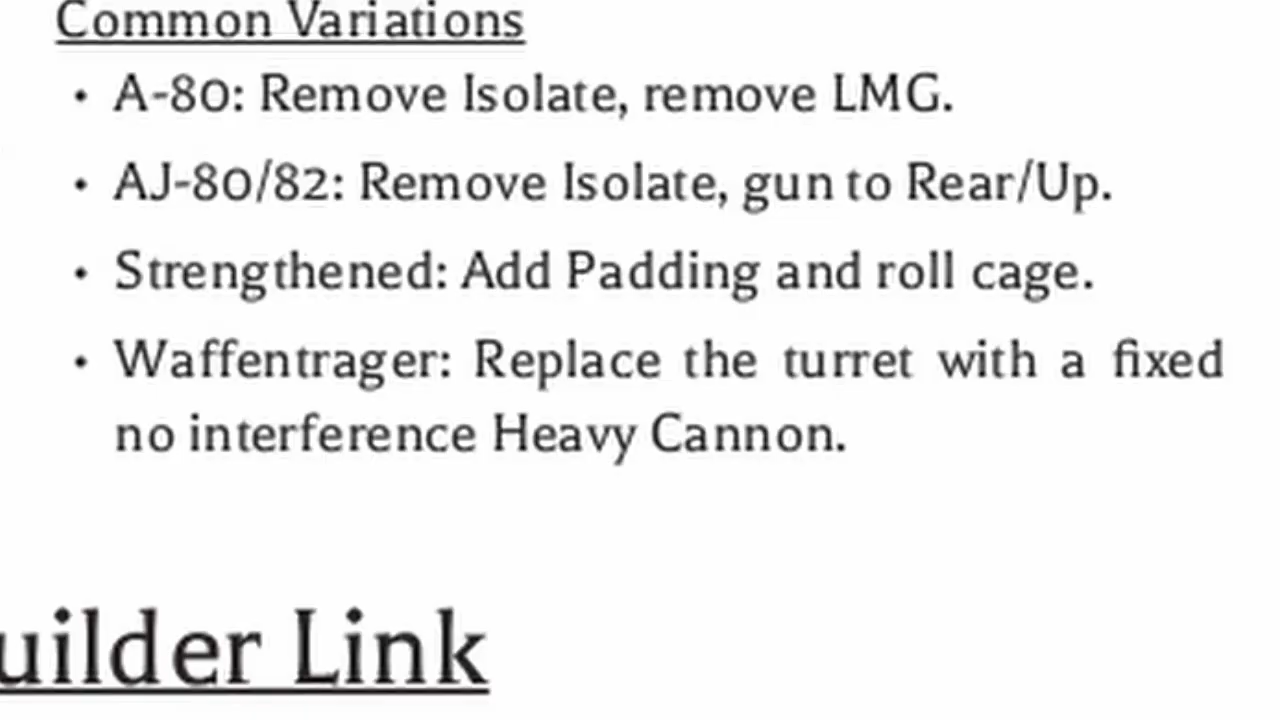 Common Variations
• A-80: Remove Isolate, remove LMG.
• AJ-80/82: Remove Isolate, gun to Rear/Up.
• Strengthened: Add Padding and roll cage.
• Waffentrager: Replace the turret with a fixed
no interference Heavy Cannon.
uilder Link